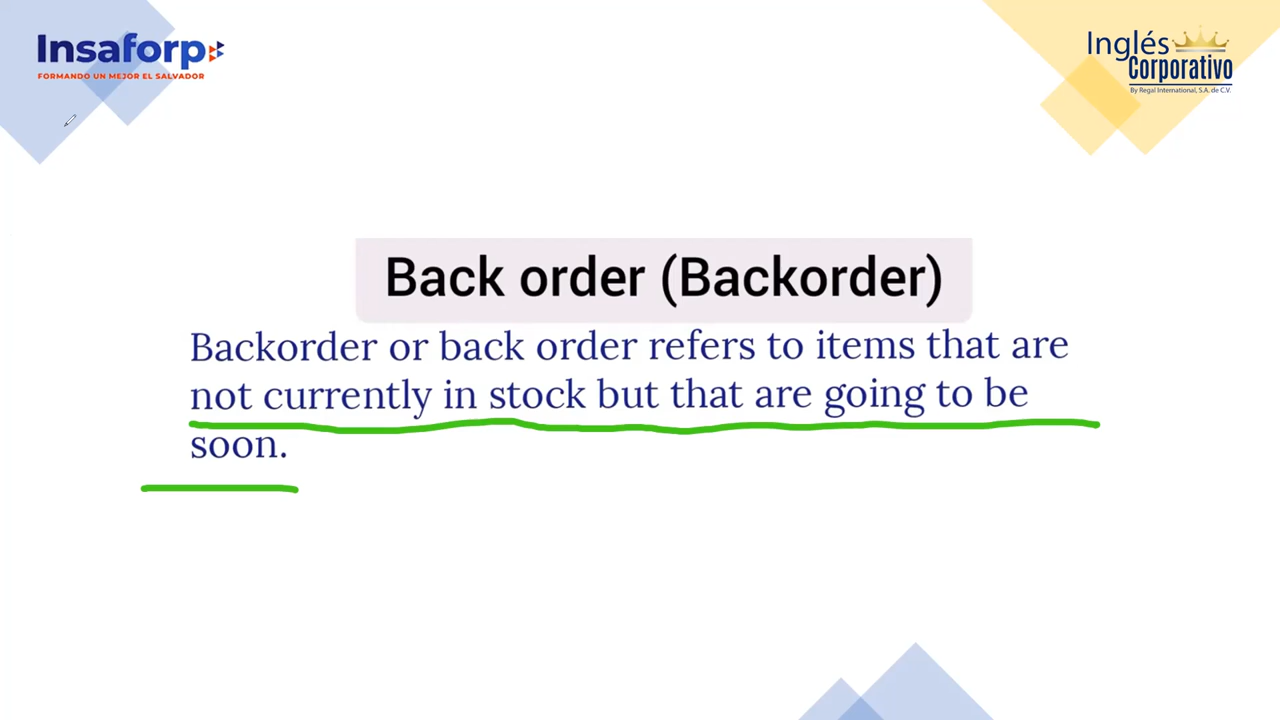 Insaforp
FORMANDO UN MEJOR EL SALVADOR
Inglés
Corporativo
By Regal International, S.A. de C.V.
Back order (Backorder)
Backorder or back order refers to items that are
not currently in stock but that are going to be
soon.